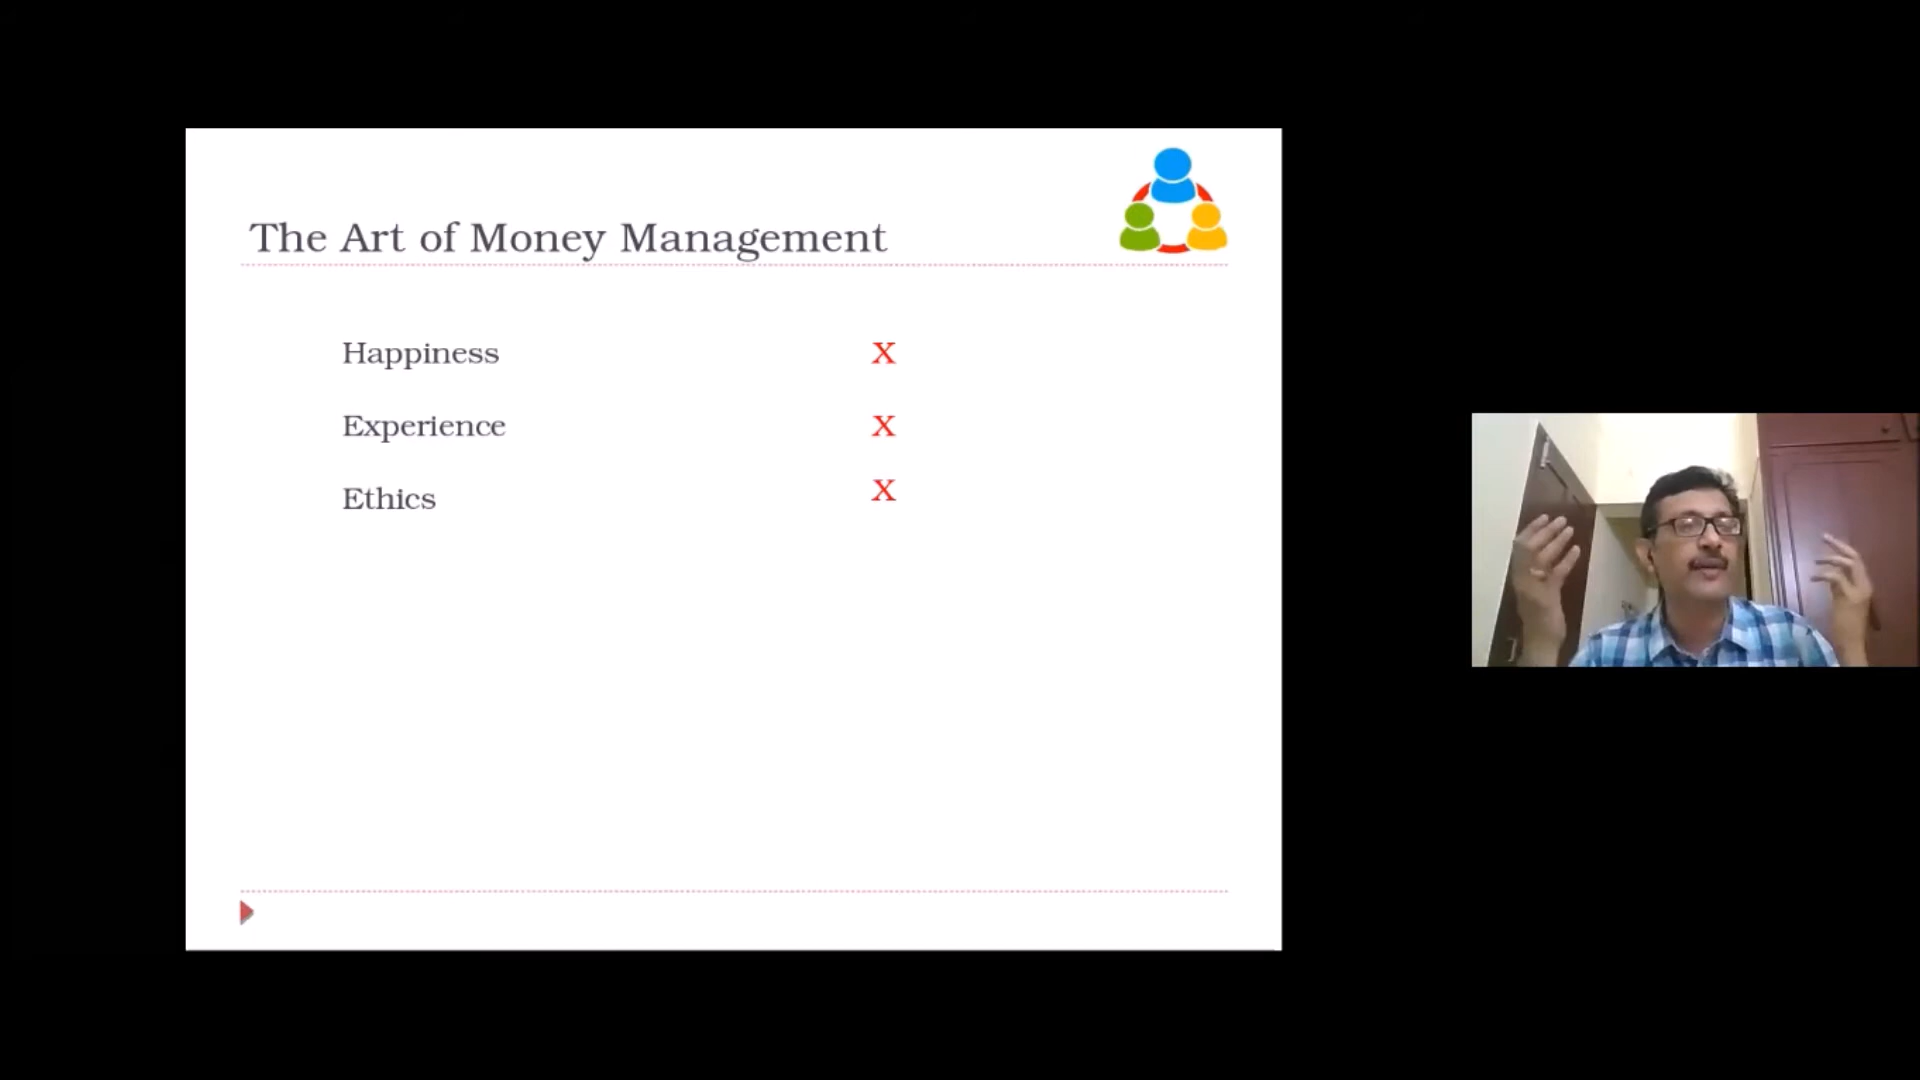 The Art of Money Management
Happiness X
Experience X
Ethics X